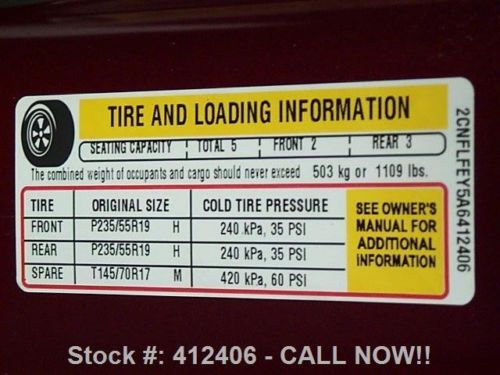 TIRE AND LOADING INFORMATION
SEATING CAPACITY TOTAL 5 FRONT 2 REAR 3
The combined weight of occupants and cargo should never exceed 503 kg or 1109 lbs.
TIRE ORIGINAL SIZE COLD TIRE PRESSURE
FRONT P235/55R19 H 240 kPa, 35 PSI
REAR P235/55R19 H 240 kPa, 35 PSI
SPARE T145/70R17 M 420 kPa, 60 PSI
SEE OWNER'S
MANUAL FOR
ADDITIONAL
INFORMATION
2CNFLFEY5A6412406
Stock #: 412406 - CALL NOW!!